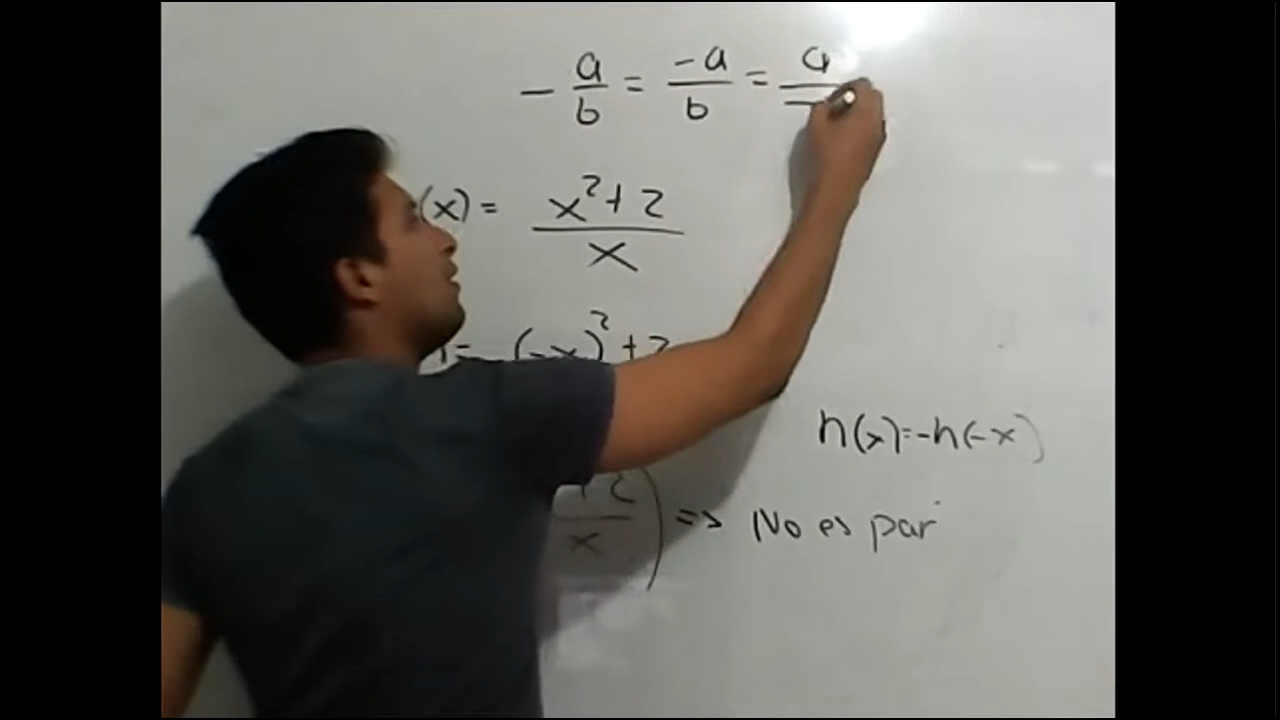 - a/b = -a/b = a/-
(x) = x²+2/x
= (-x)²+2
h(x)=-h(-x)
+2/x) => No es par